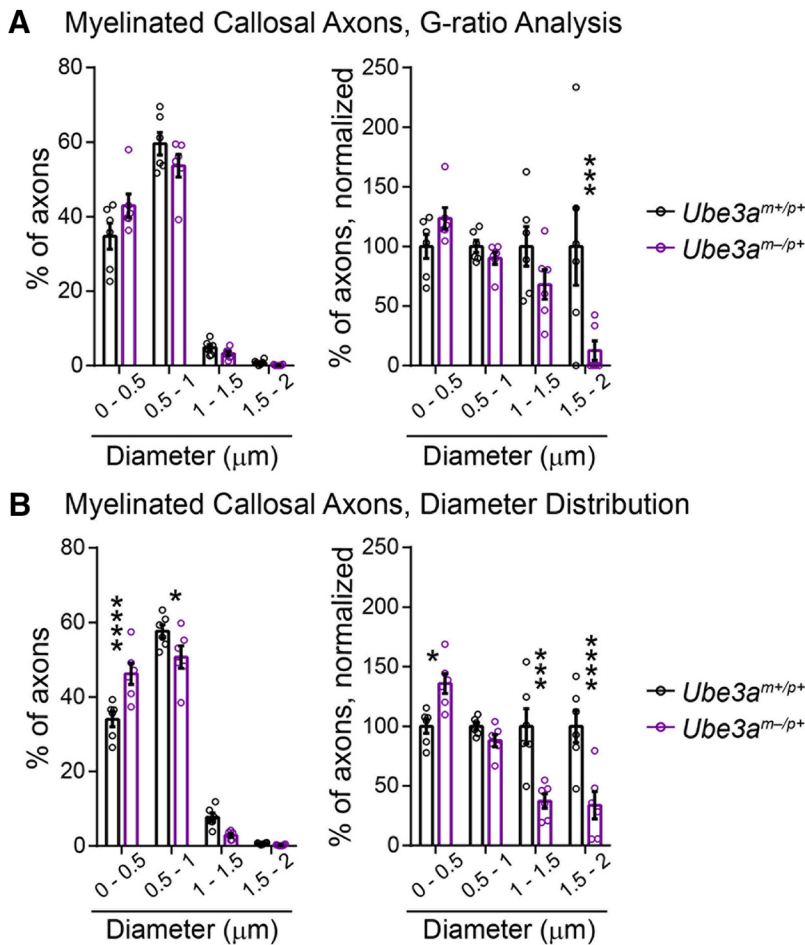 A Myelinated Callosal Axons, G-ratio Analysis
% of axons
80
60
40
20
0
0 - 0.5
0.5 - 1
1 - 1.5
1.5 - 2
Diameter (μm)
% of axons, normalized
250
200
150
100
50
0
***
0 - 0.5
0.5 - 1
1 - 1.5
1.5 - 2
Diameter (μm)
Ube3a^m+/p+
Ube3a^m–/p+
B Myelinated Callosal Axons, Diameter Distribution
% of axons
80
60
40
20
0
****
*
0 - 0.5
0.5 - 1
1 - 1.5
1.5 - 2
Diameter (μm)
% of axons, normalized
250
200
150
100
50
0
*
***
****
0 - 0.5
0.5 - 1
1 - 1.5
1.5 - 2
Diameter (μm)
Ube3a^m+/p+
Ube3a^m–/p+